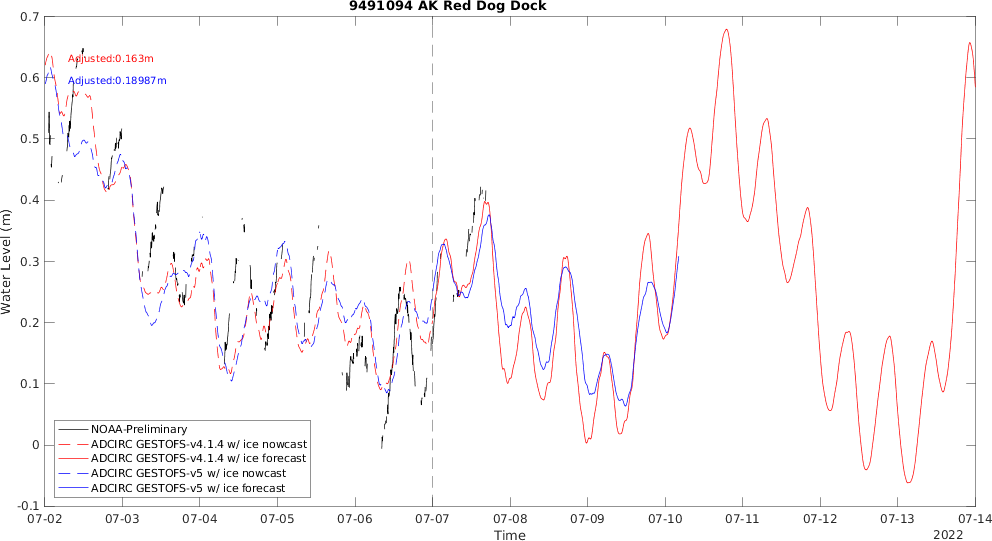 9491094 AK Red Dog Dock
Water Level (m)
0.7
0.6
0.5
0.4
0.3
0.2
0.1
0
-0.1
Adjusted:0.163m
Adjusted:0.18987m
NOAA-Preliminary
ADCIRC GESTOFS-v4.1.4 w/ ice nowcast
ADCIRC GESTOFS-v4.1.4 w/ ice forecast
ADCIRC GESTOFS-v5 w/ ice nowcast
ADCIRC GESTOFS-v5 w/ ice forecast
07-02 07-03 07-04 07-05 07-06 07-07 07-08 07-09 07-10 07-11 07-12 07-13 07-14
Time
2022